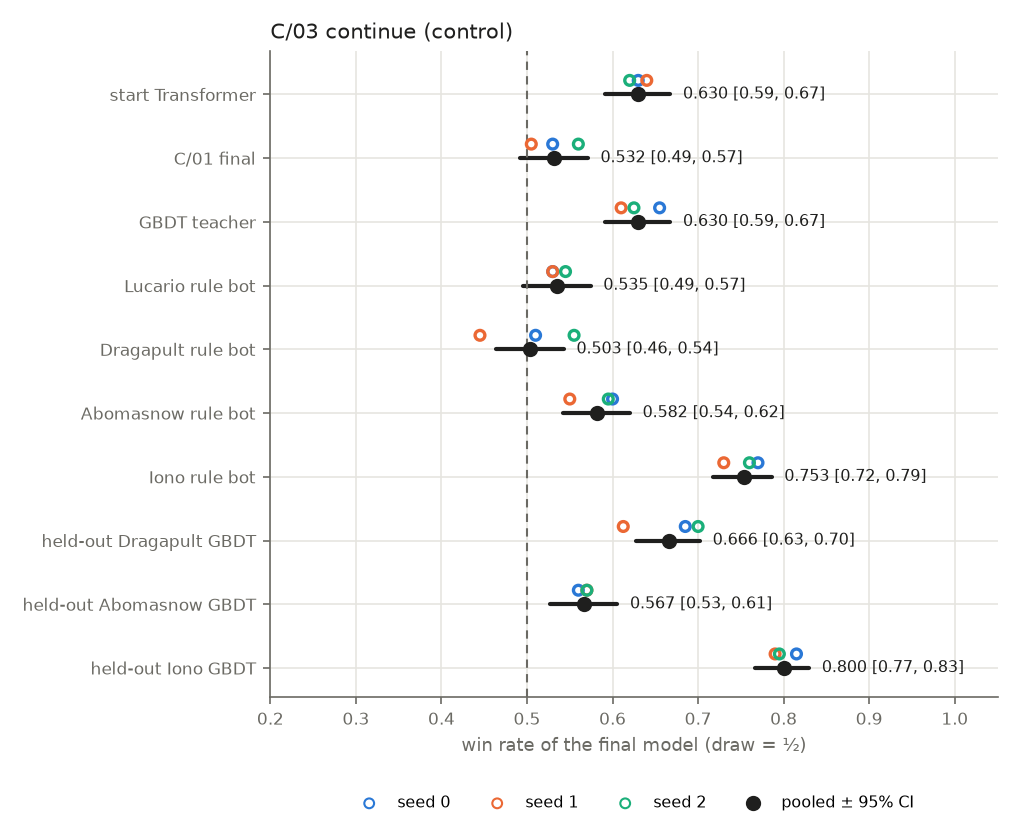 C/03 continue (control)
start Transformer
0.630 [0.59, 0.67]
C/01 final
0.532 [0.49, 0.57]
GBDT teacher
0.630 [0.59, 0.67]
Lucario rule bot
0.535 [0.49, 0.57]
Dragapult rule bot
0.503 [0.46, 0.54]
Abomasnow rule bot
0.582 [0.54, 0.62]
Iono rule bot
0.753 [0.72, 0.79]
held-out Dragapult GBDT
0.666 [0.63, 0.70]
held-out Abomasnow GBDT
0.567 [0.53, 0.61]
held-out Iono GBDT
0.800 [0.77, 0.83]
0.2 0.3 0.4 0.5 0.6 0.7 0.8 0.9 1.0
win rate of the final model (draw = ½)
seed 0 seed 1 seed 2 pooled ± 95% CI